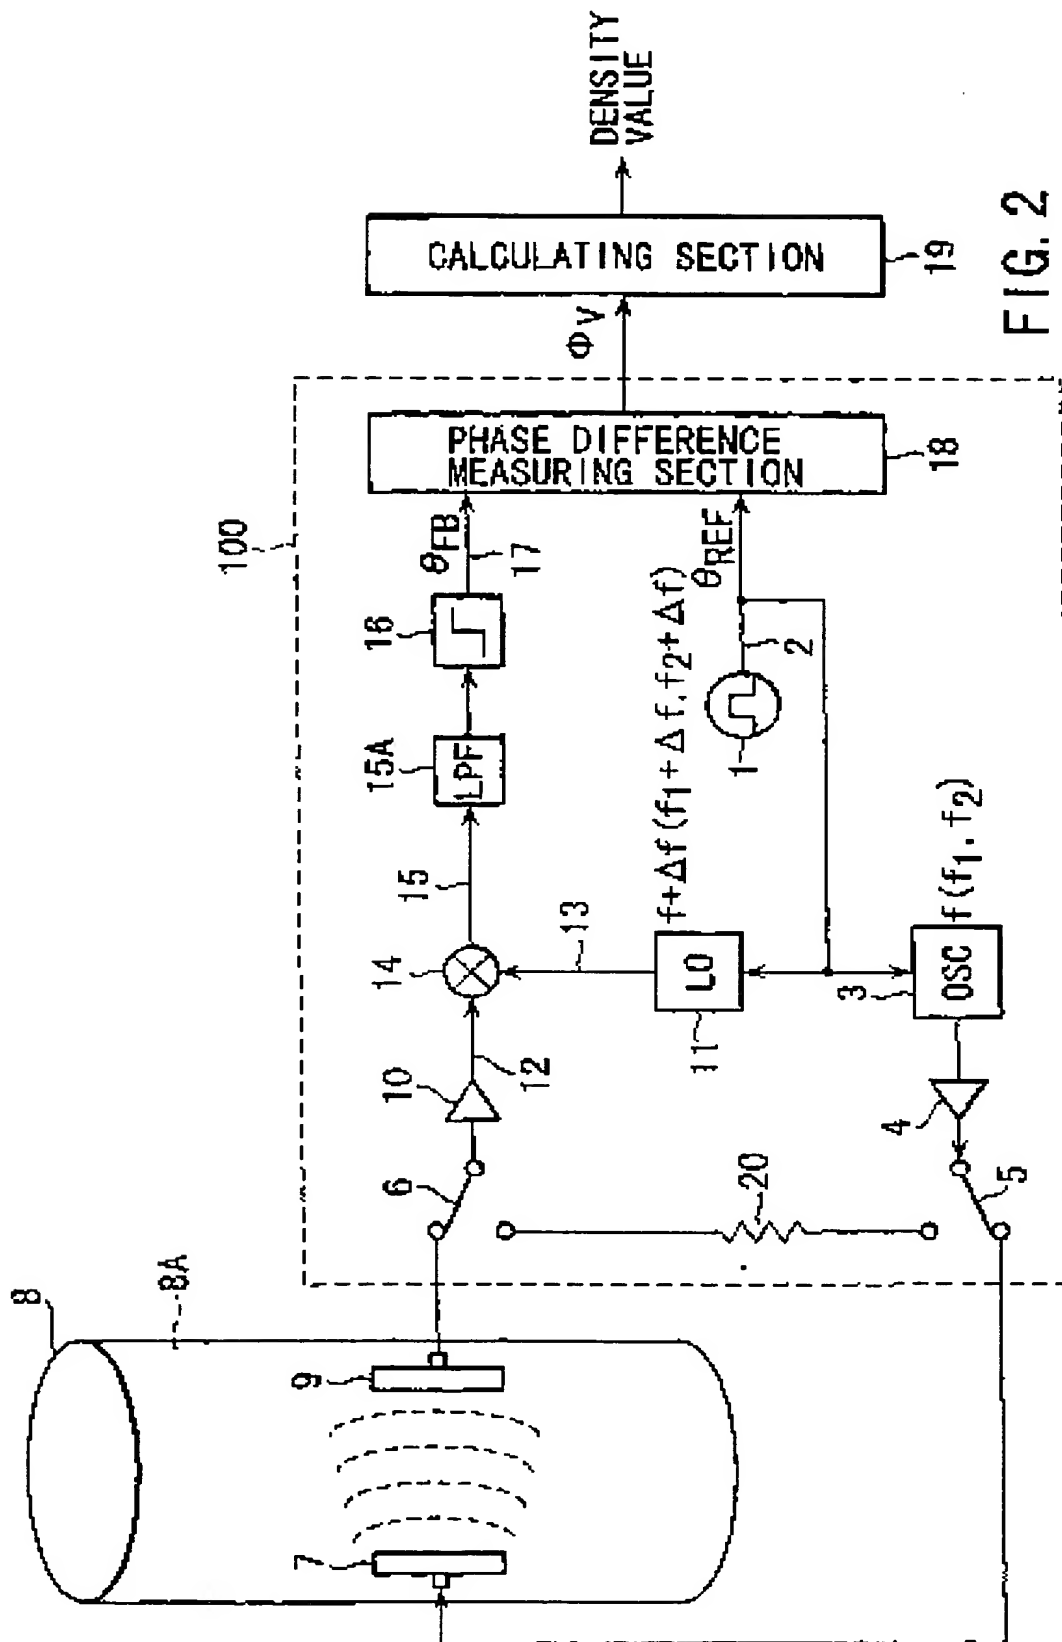 8
8A
7
9
100
6
10
12
14
15
15A
LPF
16
17
θFB
13
11
LO
f+Δf(f1+Δf, f2+Δf)
1
2
θREF
20
5
4
3
OSC
f(f1, f2)
PHASE DIFFERENCE
MEASURING SECTION
18
ΦV
CALCULATING SECTION
19
DENSITY
VALUE
FIG. 2